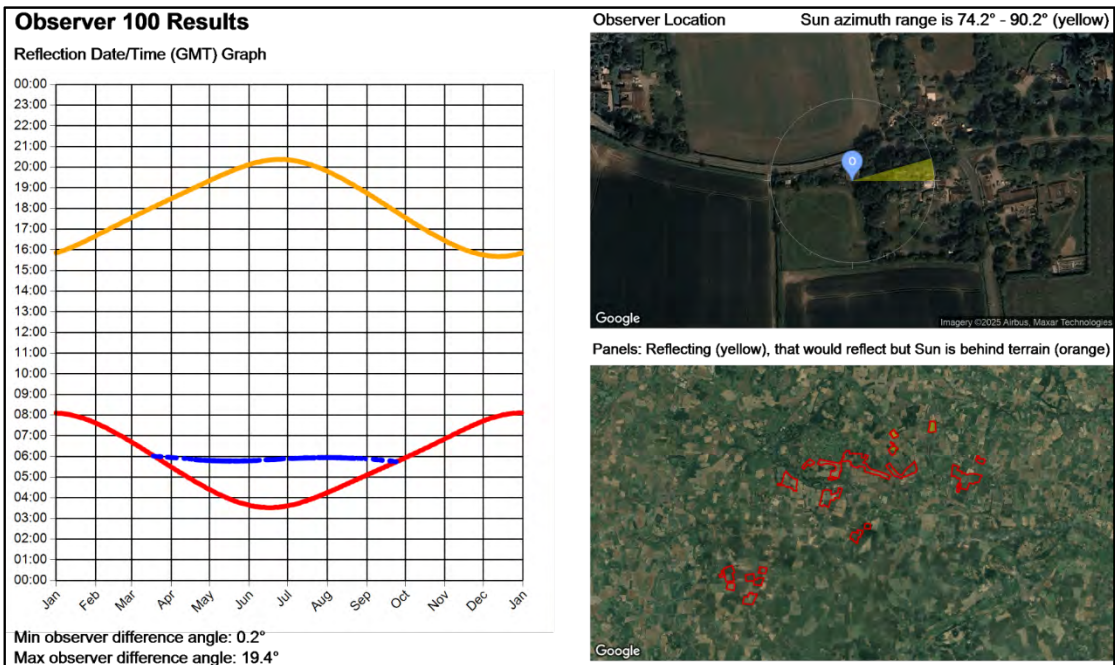 Observer 100 Results
Reflection Date/Time (GMT) Graph
00:00
23:00
22:00
21:00
20:00
19:00
18:00
17:00
16:00
15:00
14:00
13:00
12:00
11:00
10:00
09:00
08:00
07:00
06:00
05:00
04:00
03:00
02:00
01:00
00:00
Jan Feb Mar Apr May Jun Jul Aug Sep Oct Nov Dec Jan
Min observer difference angle: 0.2°
Max observer difference angle: 19.4°
Observer Location Sun azimuth range is 74.2° - 90.2° (yellow)
O
Google
Imagery ©2025 Airbus, Maxar Technologies
Panels: Reflecting (yellow), that would reflect but Sun is behind terrain (orange)
Google